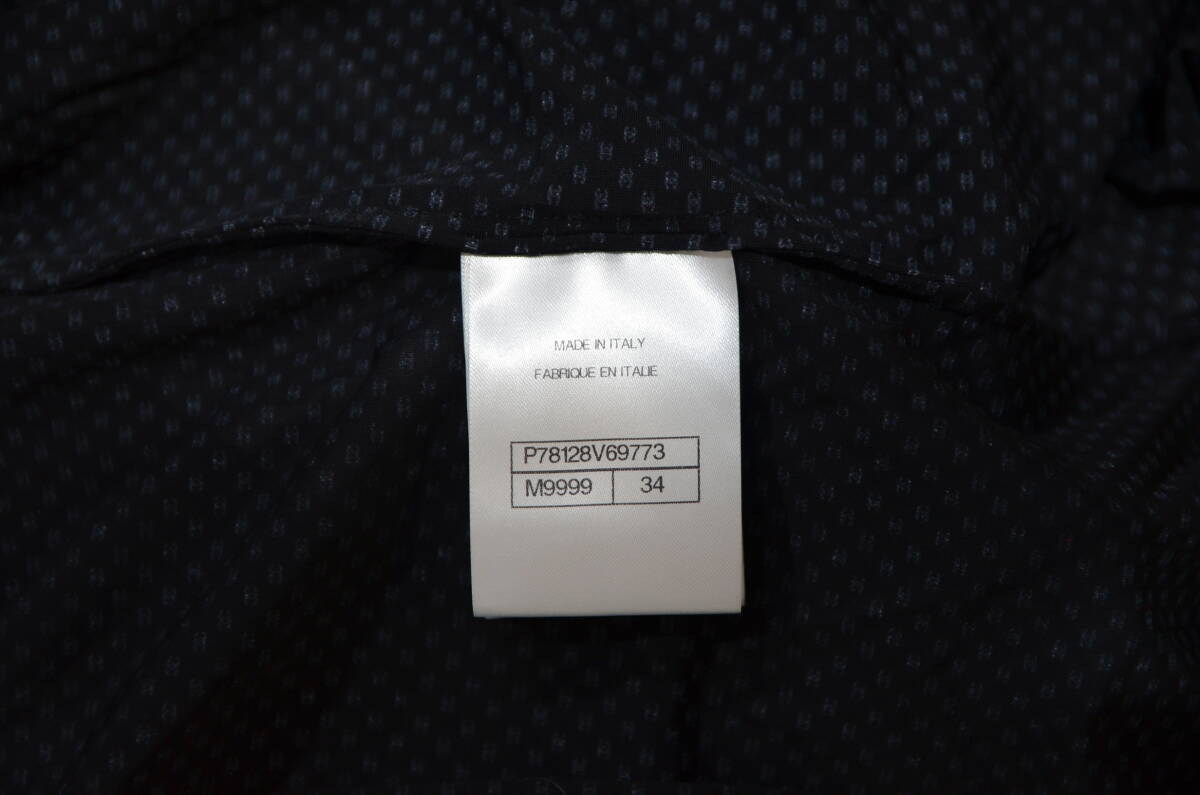 MADE IN ITALY
FABRIQUE EN ITALIE
P78128V69773
M9999 34